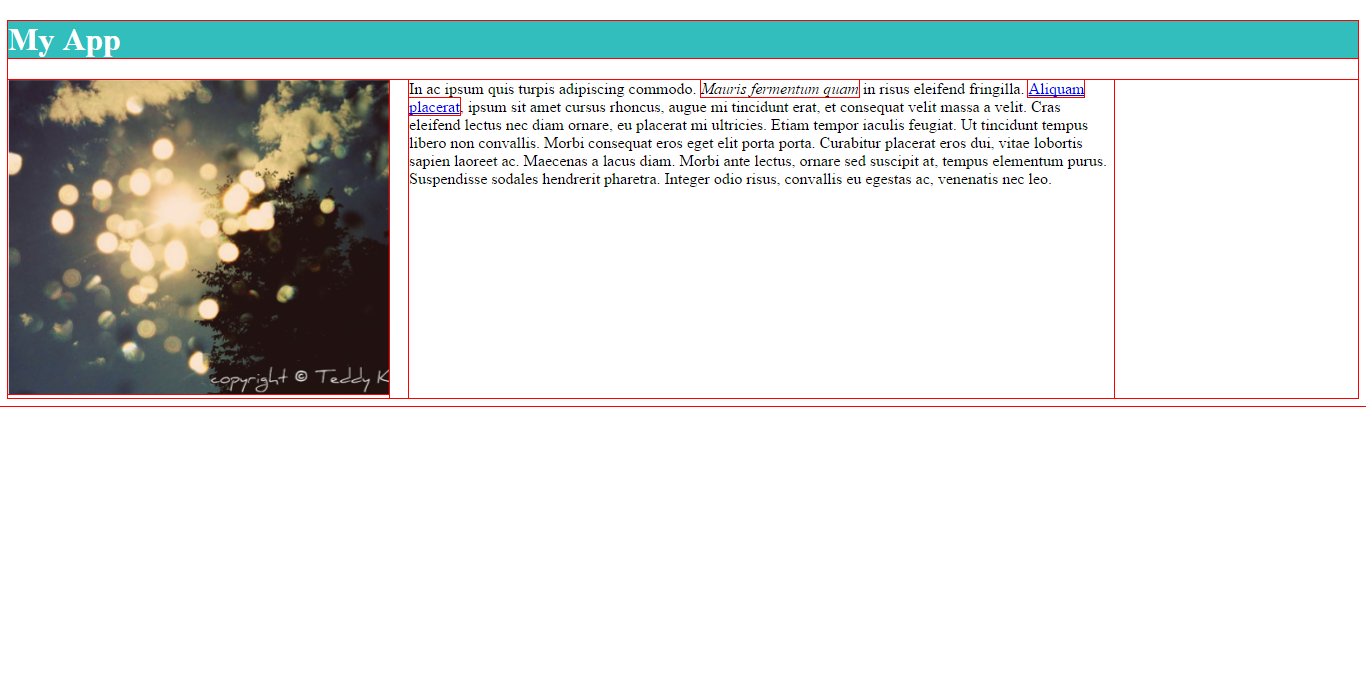 My App
In ac ipsum quis turpis adipiscing commodo. Mauris fermentum quam in risus eleifend fringilla. Aliquam
placerat, ipsum sit amet cursus rhoncus, augue mi tincidunt erat, et consequat velit massa a velit. Cras
eleifend lectus nec diam ornare, eu placerat mi ultricies. Etiam tempor iaculis feugiat. Ut tincidunt tempus
libero non convallis. Morbi consequat eros eget elit porta porta. Curabitur placerat eros dui, vitae lobortis
sapien laoreet ac. Maecenas a lacus diam. Morbi ante lectus, ornare sed suscipit at, tempus elementum purus.
Suspendisse sodales hendrerit pharetra. Integer odio risus, convallis eu egestas ac, venenatis nec leo.
copyright © Teddy K